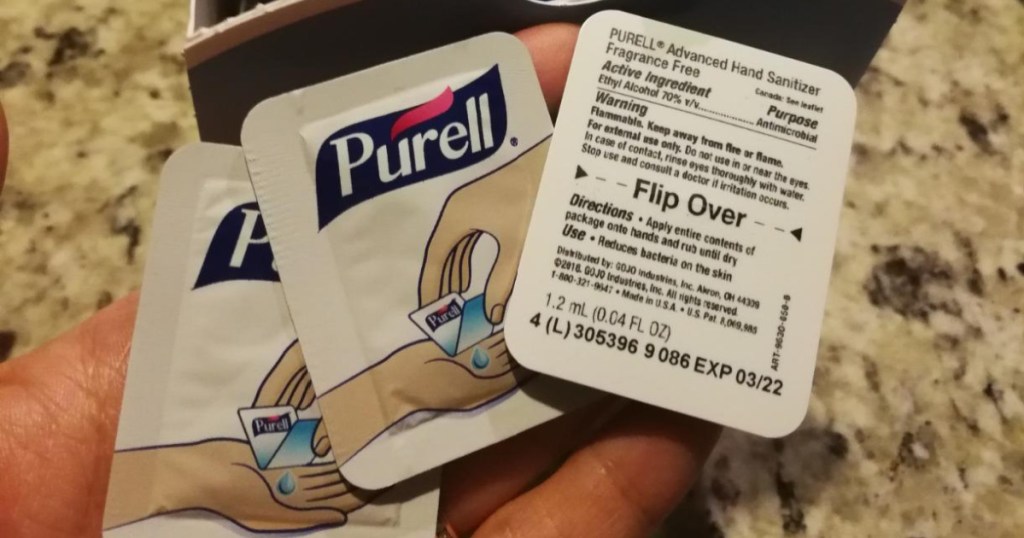 Purell®
P
Purell
Purell
PURELL® Advanced Hand Sanitizer
Fragrance Free
Canada: See leaflet
Active Ingredient Purpose
Ethyl Alcohol 70% v/v.................... Antimicrobial
Warning
Flammable. Keep away from fire or flame.
For external use only. Do not use in or near the eyes.
In case of contact, rinse eyes thoroughly with water.
Stop use and consult a doctor if irritation occurs.
Flip Over
Directions • Apply entire contents of
package onto hands and rub until dry
Use • Reduces bacteria on the skin
Distributed by: GOJO Industries, Inc. Akron, OH 44309
©2018. GOJO Industries, Inc. All rights reserved.
1-800-321-9647 • Made in U.S.A. • U.S. Pat. 8,069,985
1.2 mL (0.04 FL OZ)
4 (L) 305396 9 086 EXP 03/22